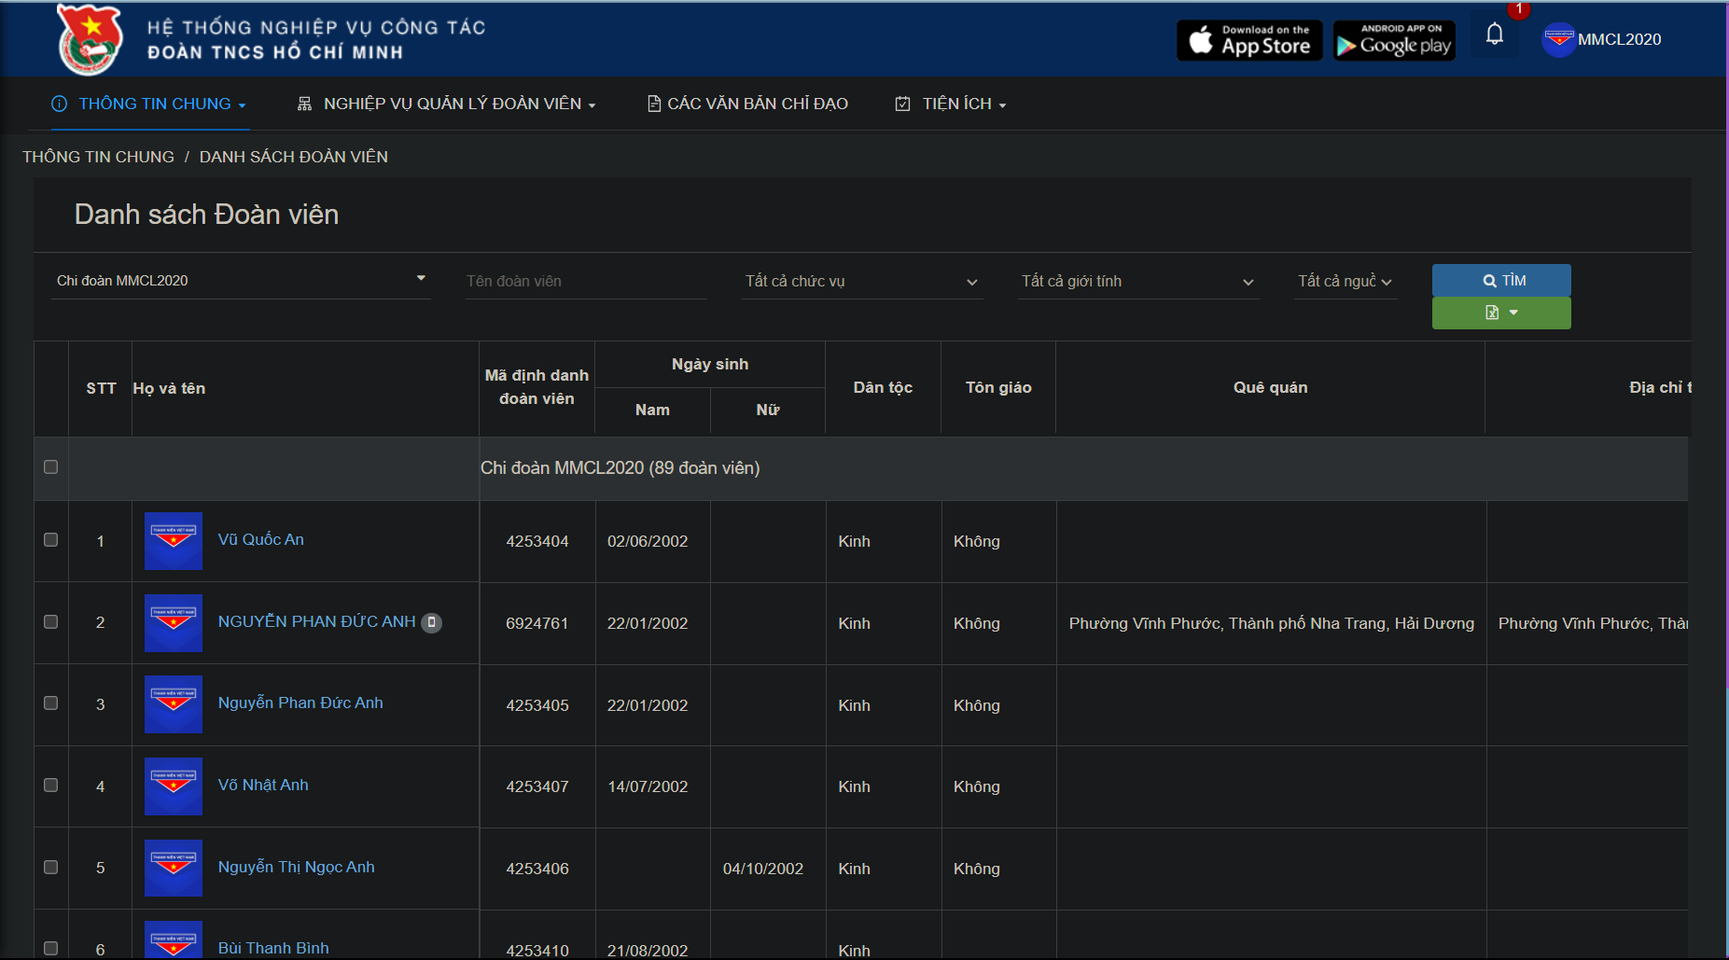 HỆ THỐNG NGHIỆP VỤ CÔNG TÁC
ĐOÀN TNCS HỒ CHÍ MINH
Download on the
App Store
ANDROID APP ON
Google play
1
MMCL2020
THÔNG TIN CHUNG
NGHIỆP VỤ QUẢN LÝ ĐOÀN VIÊN
CÁC VĂN BẢN CHỈ ĐẠO
TIỆN ÍCH
THÔNG TIN CHUNG / DANH SÁCH ĐOÀN VIÊN
Danh sách Đoàn viên
Chi đoàn MMCL2020
Tên đoàn viên
Tất cả chức vụ
Tất cả giới tính
Tất cả nguồ
TÌM
STT
Họ và tên
Mã định danh
đoàn viên
Ngày sinh
Nam
Nữ
Dân tộc
Tôn giáo
Quê quán
Địa chỉ t
Chi đoàn MMCL2020 (89 đoàn viên)
1 Vũ Quốc An 4253404 02/06/2002 Kinh Không
2 NGUYỄN PHAN ĐỨC ANH 6924761 22/01/2002 Kinh Không Phường Vĩnh Phước, Thành phố Nha Trang, Hải Dương Phường Vĩnh Phước, Thàn
3 Nguyễn Phan Đức Anh 4253405 22/01/2002 Kinh Không
4 Võ Nhật Anh 4253407 14/07/2002 Kinh Không
5 Nguyễn Thị Ngọc Anh 4253406 04/10/2002 Kinh Không
6 Bùi Thanh Bình 4253410 21/08/2002 Kinh